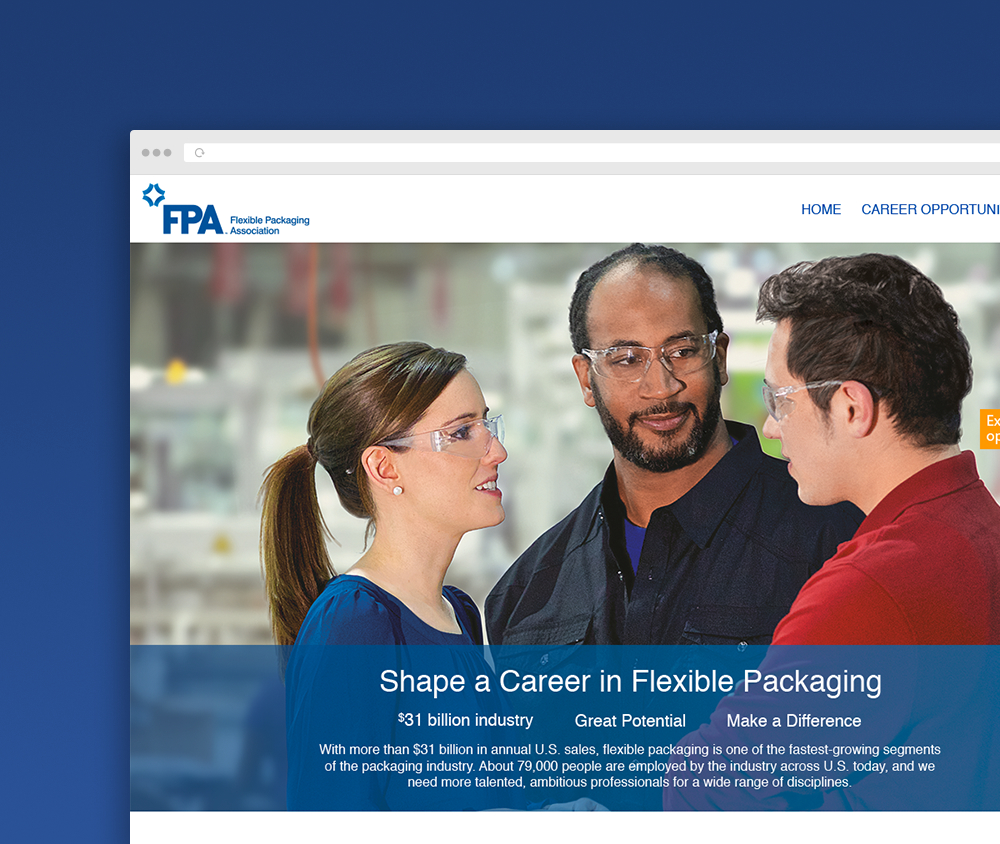 FPA. Flexible Packaging
Association
HOME CAREER OPPORTUNI
Ex
op
Shape a Career in Flexible Packaging
$31 billion industry Great Potential Make a Difference
With more than $31 billion in annual U.S. sales, flexible packaging is one of the fastest-growing segments
of the packaging industry. About 79,000 people are employed by the industry across U.S. today, and we
need more talented, ambitious professionals for a wide range of disciplines.